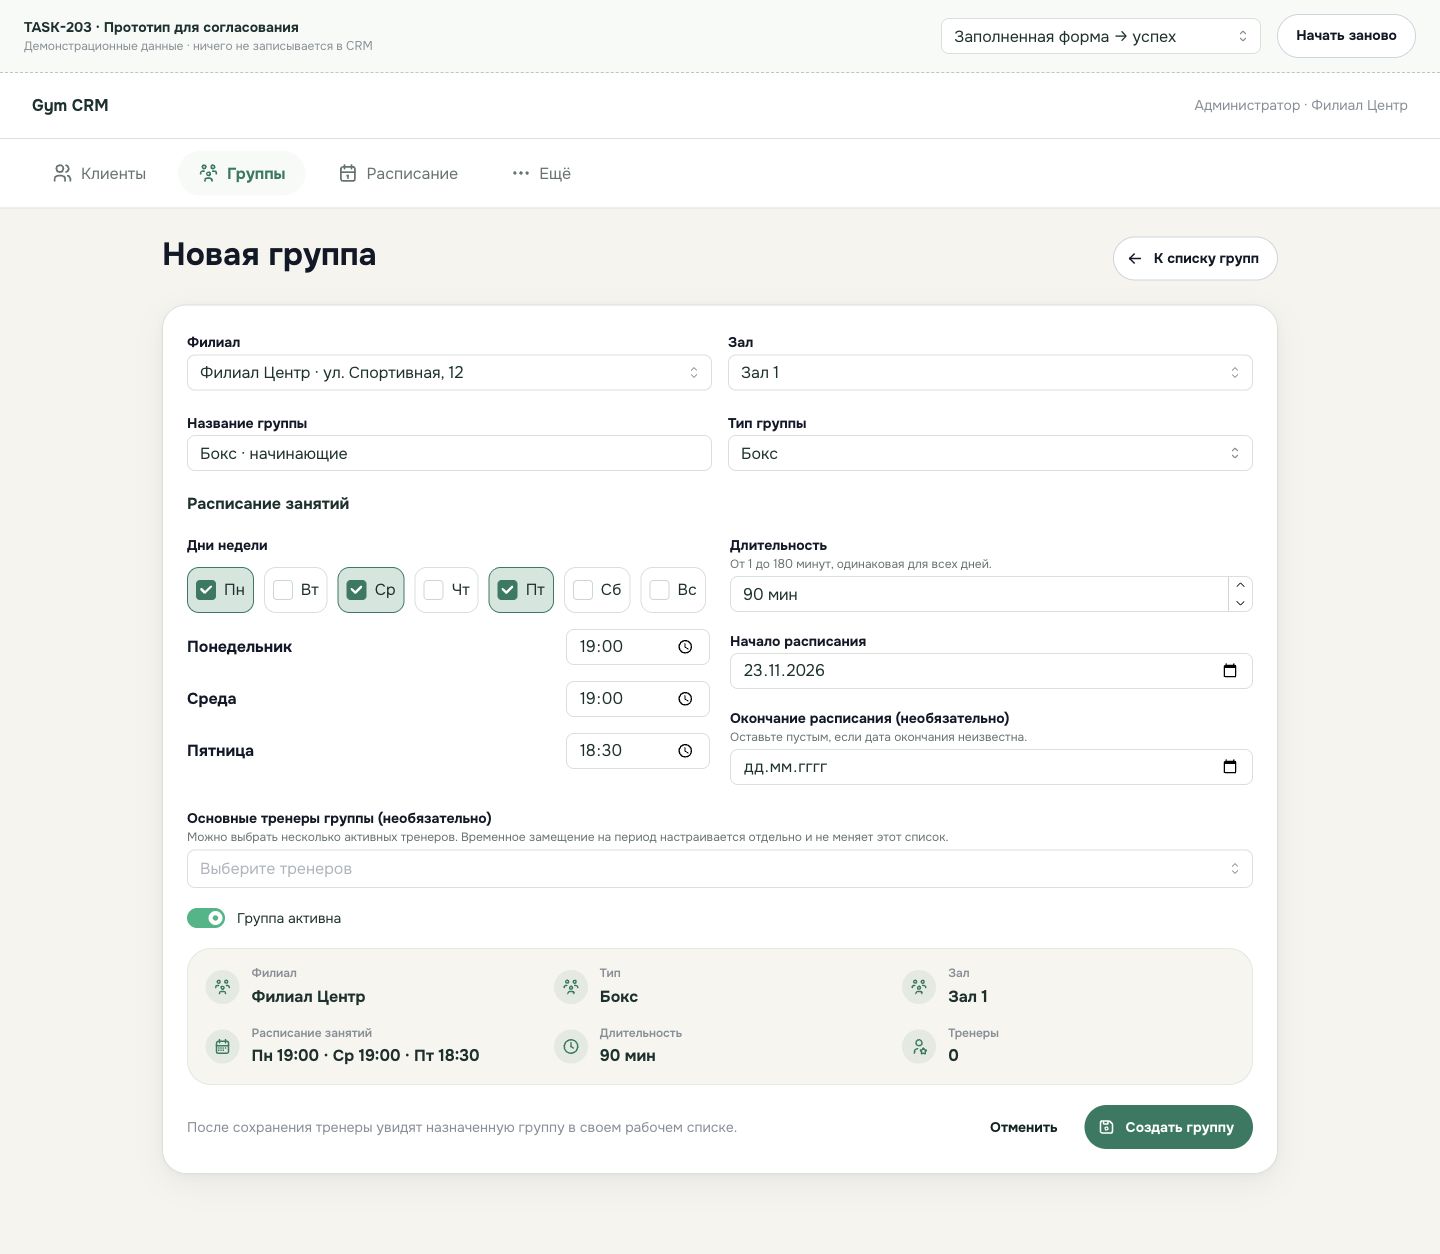 TASK-203 · Прототип для согласования
Демонстрационные данные · ничего не записывается в CRM
Заполненная форма → успех
Начать заново
Gym CRM
Администратор · Филиал Центр
Клиенты
Группы
Расписание
Ещё
Новая группа
К списку групп
Филиал
Зал
Филиал Центр · ул. Спортивная, 12
Зал 1
Название группы
Тип группы
Бокс · начинающие
Бокс
Расписание занятий
Дни недели
Пн
Вт
Ср
Чт
Пт
Сб
Вс
Понедельник
19:00
Среда
19:00
Пятница
18:30
Длительность
От 1 до 180 минут, одинаковая для всех дней.
90 мин
Начало расписания
23.11.2026
Окончание расписания (необязательно)
Оставьте пустым, если дата окончания неизвестна.
дд.мм.гггг
Основные тренеры группы (необязательно)
Можно выбрать несколько активных тренеров. Временное замещение на период настраивается отдельно и не меняет этот список.
Выберите тренеров
Группа активна
Филиал
Филиал Центр
Тип
Бокс
Зал
Зал 1
Расписание занятий
Пн 19:00 · Ср 19:00 · Пт 18:30
Длительность
90 мин
Тренеры
0
После сохранения тренеры увидят назначенную группу в своем рабочем списке.
Отменить
Создать группу